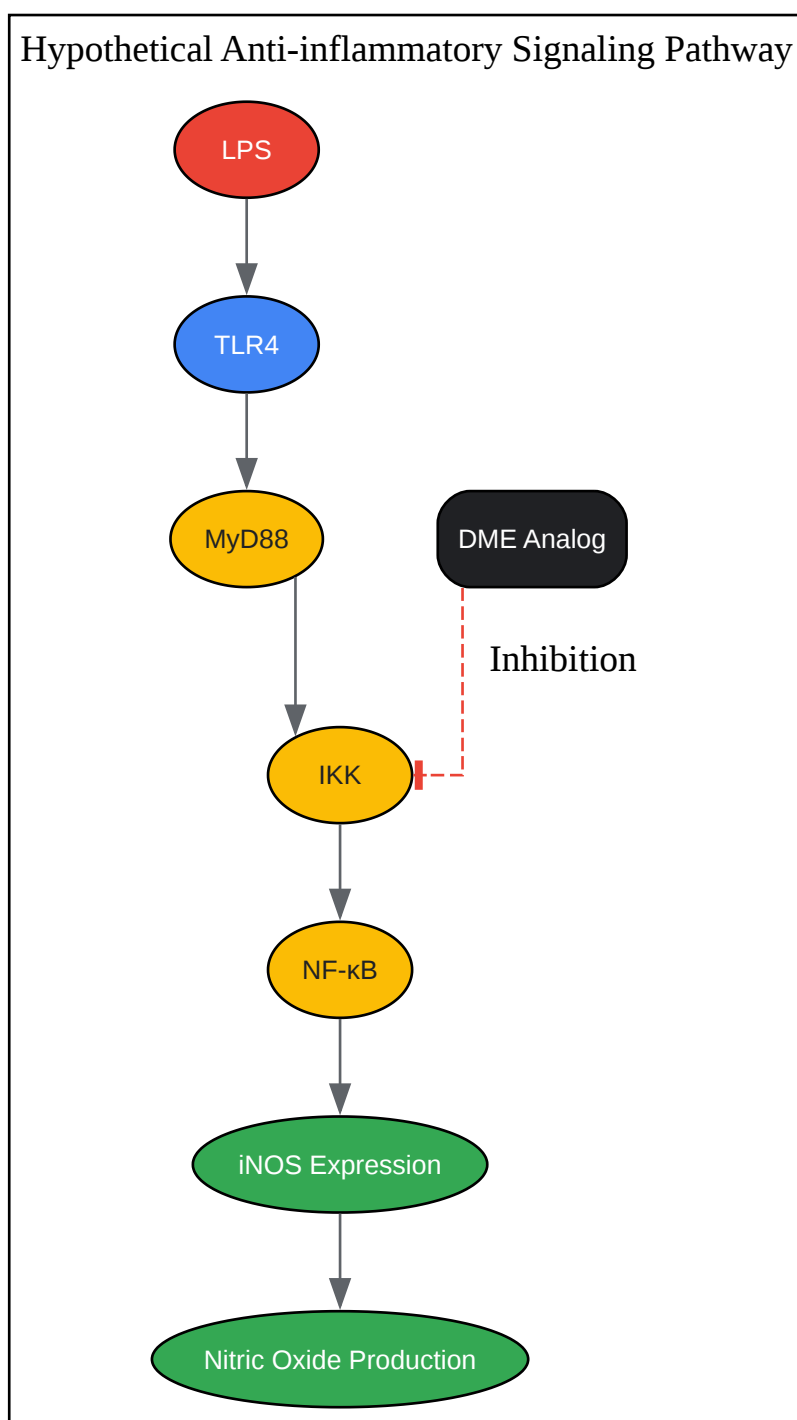 Hypothetical Anti-inflammatory Signaling Pathway
LPS
TLR4
MyD88
DME Analog
Inhibition
IKK
NF-κB
iNOS Expression
Nitric Oxide Production